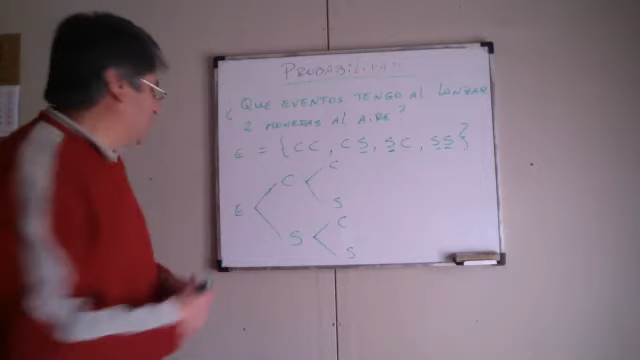 PROBABILIDAD
¿ QUE EVENTOS TENGO AL LANZAR
2 MONEDAS AL AIRE ?
E = { CC , CS , SC , SS }
C
C
S
E
C
S
S